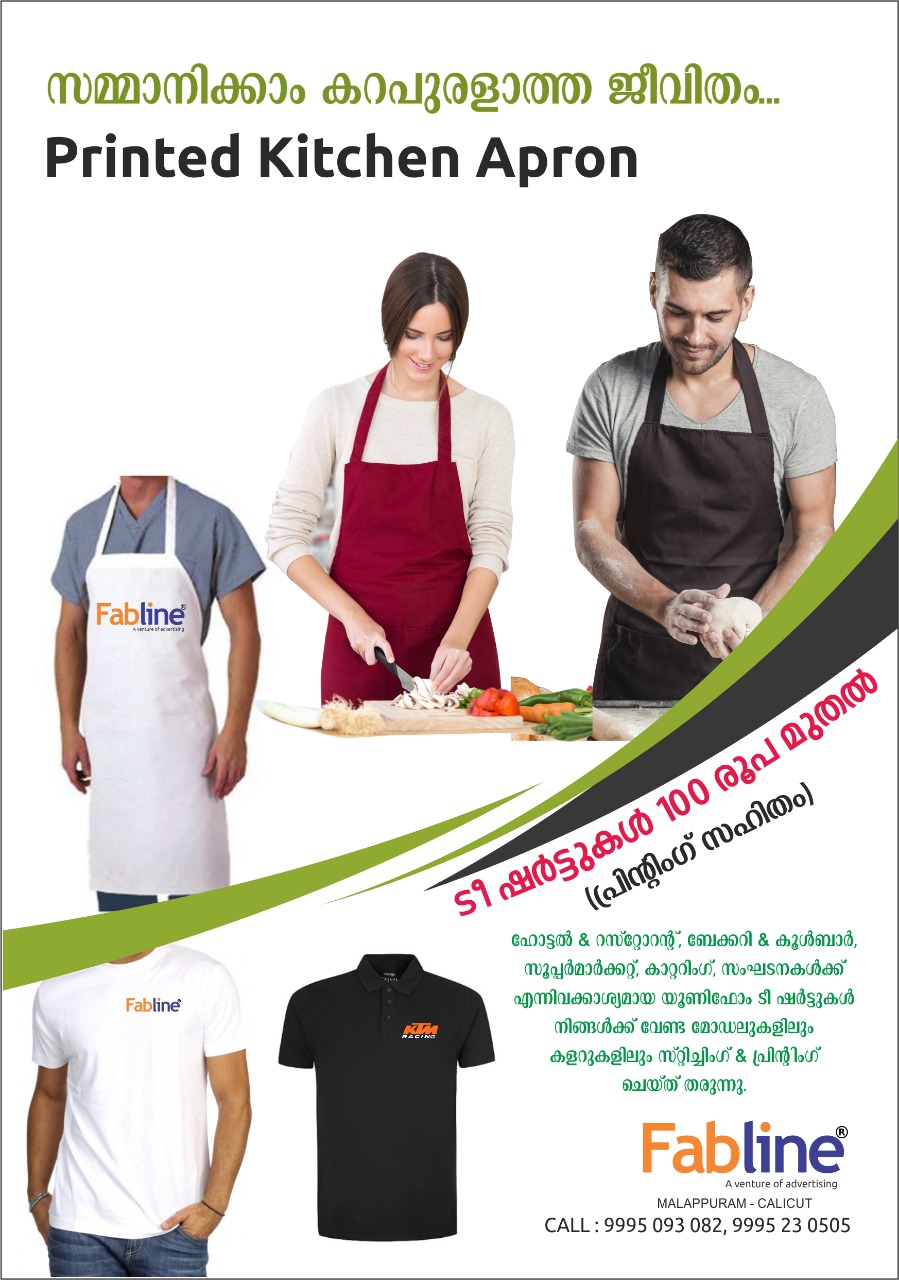 സമ്മാനിക്കാം കറപുരളാത്ത ജീവിതം...
Printed Kitchen Apron
Fabline®
A venture of advertising
ടീ ഷർട്ടുകൾ 100 രൂപ മുതൽ
(പ്രിന്റിംഗ് സഹിതം)
Fabline
KTM
RACING
ഹോട്ടൽ & റസ്റ്റോറന്റ്, ബേക്കറി & കൂൾബാർ,
സൂപ്പർമാർക്കറ്റ്, കാറ്ററിംഗ്, സംഘടനകൾക്ക്
എന്നിവക്കാശ്യമായ യൂണിഫോം ടീ ഷർട്ടുകൾ
നിങ്ങൾക്ക് വേണ്ട മോഡലുകളിലും
കളറുകളിലും സ്റ്റിച്ചിംഗ് & പ്രിന്റിംഗ്
ചെയ്ത് തരുന്നു.
Fabline®
A venture of advertising
MALAPPURAM - CALICUT
CALL : 9995 093 082, 9995 23 0505